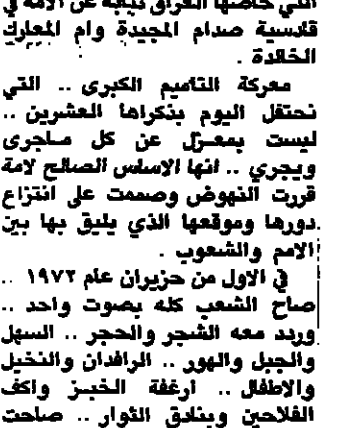 التي خاضها العراق نيابة عن الامة في
قادسية صدام المجيدة وام المعارك
الخالدة .
معركة التأميم الكبرى .. التي
نحتفل اليوم بذكراها العشرين ..
ليست بمعزل عن كل ماجرى
ويجري .. انها الاساس الصالح لامة
قررت النهوض وصممت على انتزاع
دورها وموقعها الذي يليق بها بين
الامم والشعوب .
في الاول من حزيران عام ١٩٧٢ ..
صاح الشعب كله بصوت واحد ..
وردد معه الشجر والحجر .. السهل
والجبل والهور .. الرافدان والنخيل
والاطفال .. ارغفة الخبز واكف
الفلاحين وبنادق الثوار .. صاحت